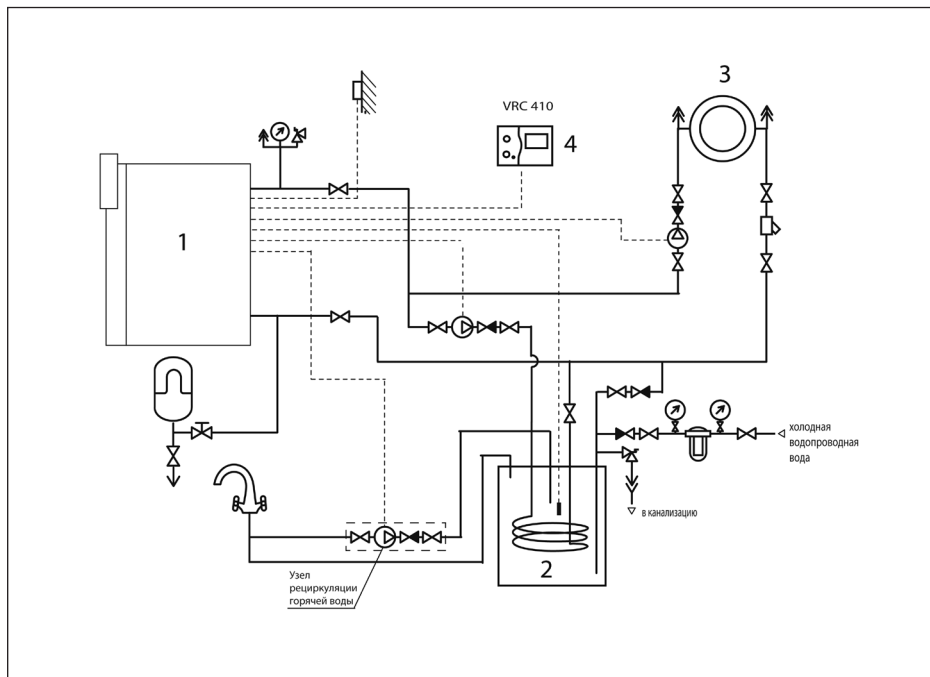 3
VRC 410
4
1
холодная
водопроводная
вода
в канализацию
2
Узел
рециркуляции
горячей воды